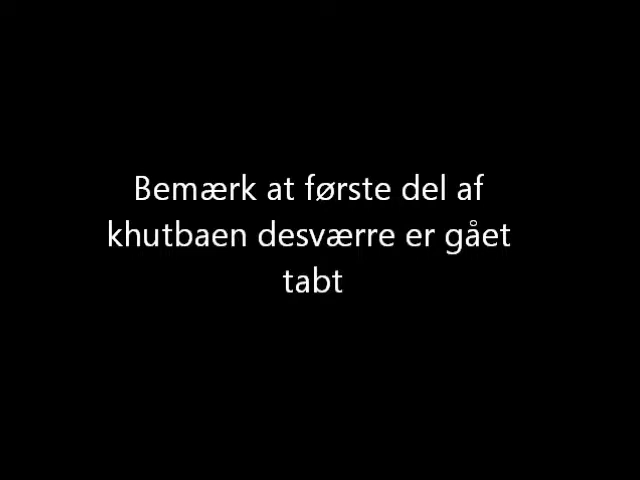 Bemærk at første del af
khutbaen desværre er gået
tabt